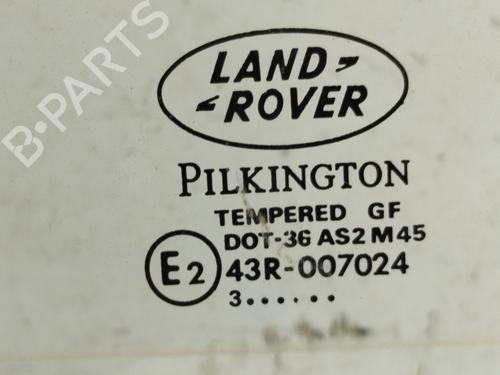 B-PARTS
LAND
ROVER
PILKINGTON
TEMPERED GF
DOT-36 AS2 M45
E2 43R-007024
3......